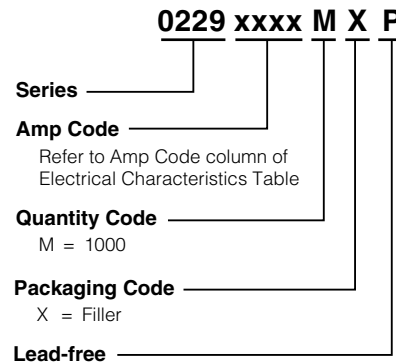 0229 xxxx M X P
Series
Amp Code
Refer to Amp Code column of
Electrical Characteristics Table
Quantity Code
M = 1000
Packaging Code
X = Filler
Lead-free